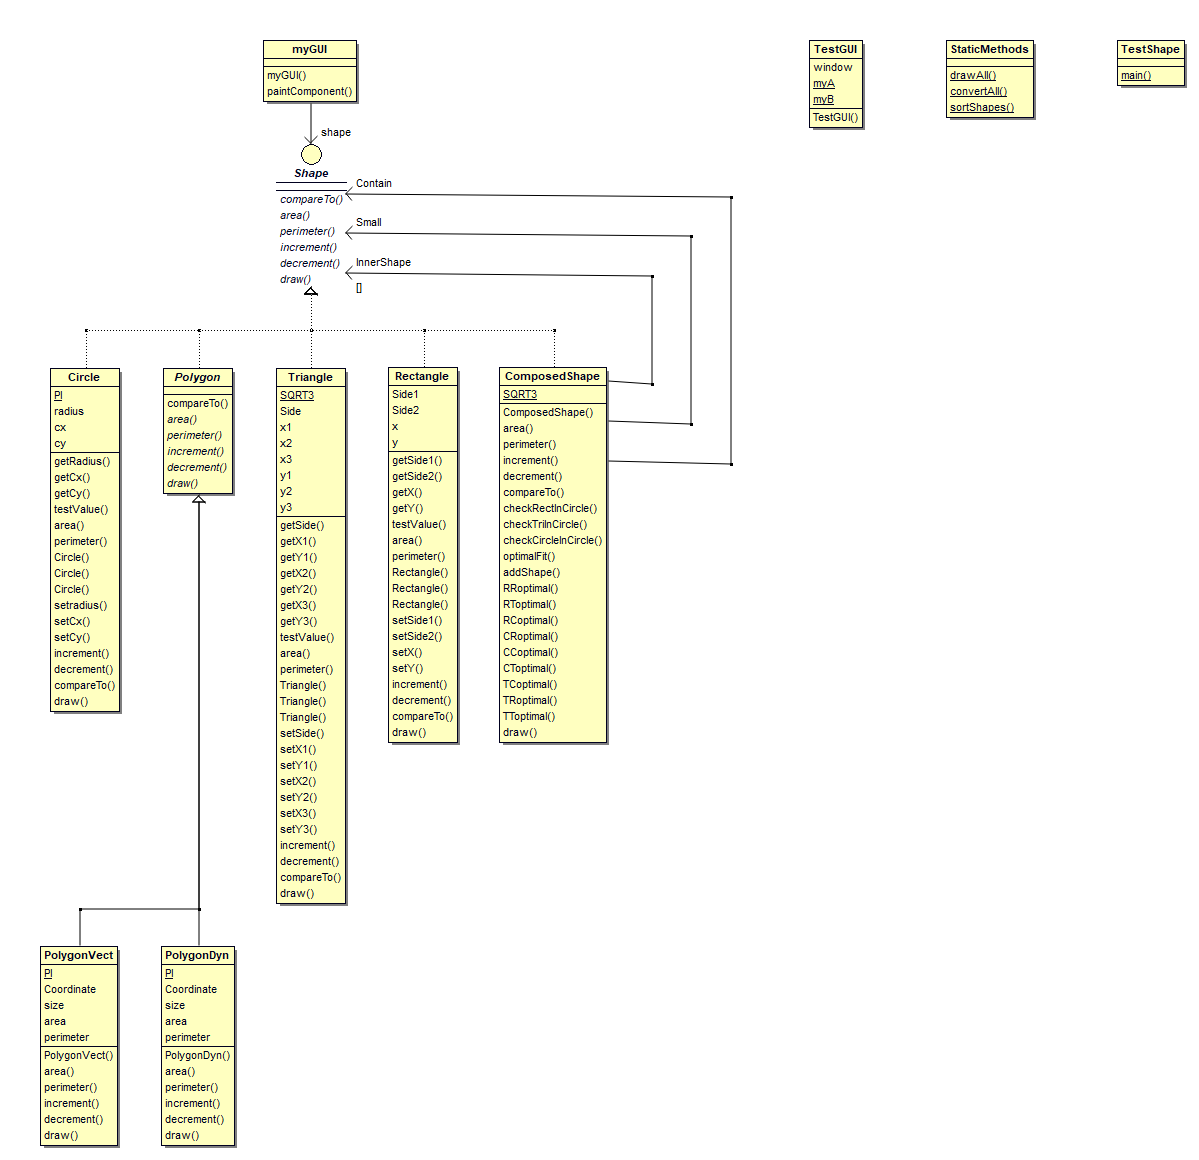 myGUI
myGUI()
paintComponent()
shape
Shape
compareTo()
area()
perimeter()
increment()
decrement()
draw()
Contain
Small
InnerShape
[]
TestGUI
window
myA
myB
TestGUI()
StaticMethods
drawAll()
convertAll()
sortShapes()
TestShape
main()
Circle
PI
radius
cx
cy
getRadius()
getCx()
getCy()
testValue()
area()
perimeter()
Circle()
Circle()
Circle()
setradius()
setCx()
setCy()
increment()
decrement()
compareTo()
draw()
Polygon
compareTo()
area()
perimeter()
increment()
decrement()
draw()
Triangle
SQRT3
Side
x1
x2
x3
y1
y2
y3
getSide()
getX1()
getY1()
getX2()
getY2()
getX3()
getY3()
testValue()
area()
perimeter()
Triangle()
Triangle()
Triangle()
setSide()
setX1()
setY1()
setX2()
setY2()
setX3()
setY3()
increment()
decrement()
compareTo()
draw()
Rectangle
Side1
Side2
x
y
getSide1()
getSide2()
getX()
getY()
testValue()
area()
perimeter()
Rectangle()
Rectangle()
Rectangle()
setSide1()
setSide2()
setX()
setY()
increment()
decrement()
compareTo()
draw()
ComposedShape
SQRT3
ComposedShape()
area()
perimeter()
increment()
decrement()
compareTo()
checkRectInCircle()
checkTriInCircle()
checkCircleInCircle()
optimalFit()
addShape()
RRoptimal()
RToptimal()
RCoptimal()
CRoptimal()
CCoptimal()
CToptimal()
TCoptimal()
TRoptimal()
TToptimal()
draw()
PolygonVect
PI
Coordinate
size
area
perimeter
PolygonVect()
area()
perimeter()
increment()
decrement()
draw()
PolygonDyn
PI
Coordinate
size
area
perimeter
PolygonDyn()
area()
perimeter()
increment()
decrement()
draw()